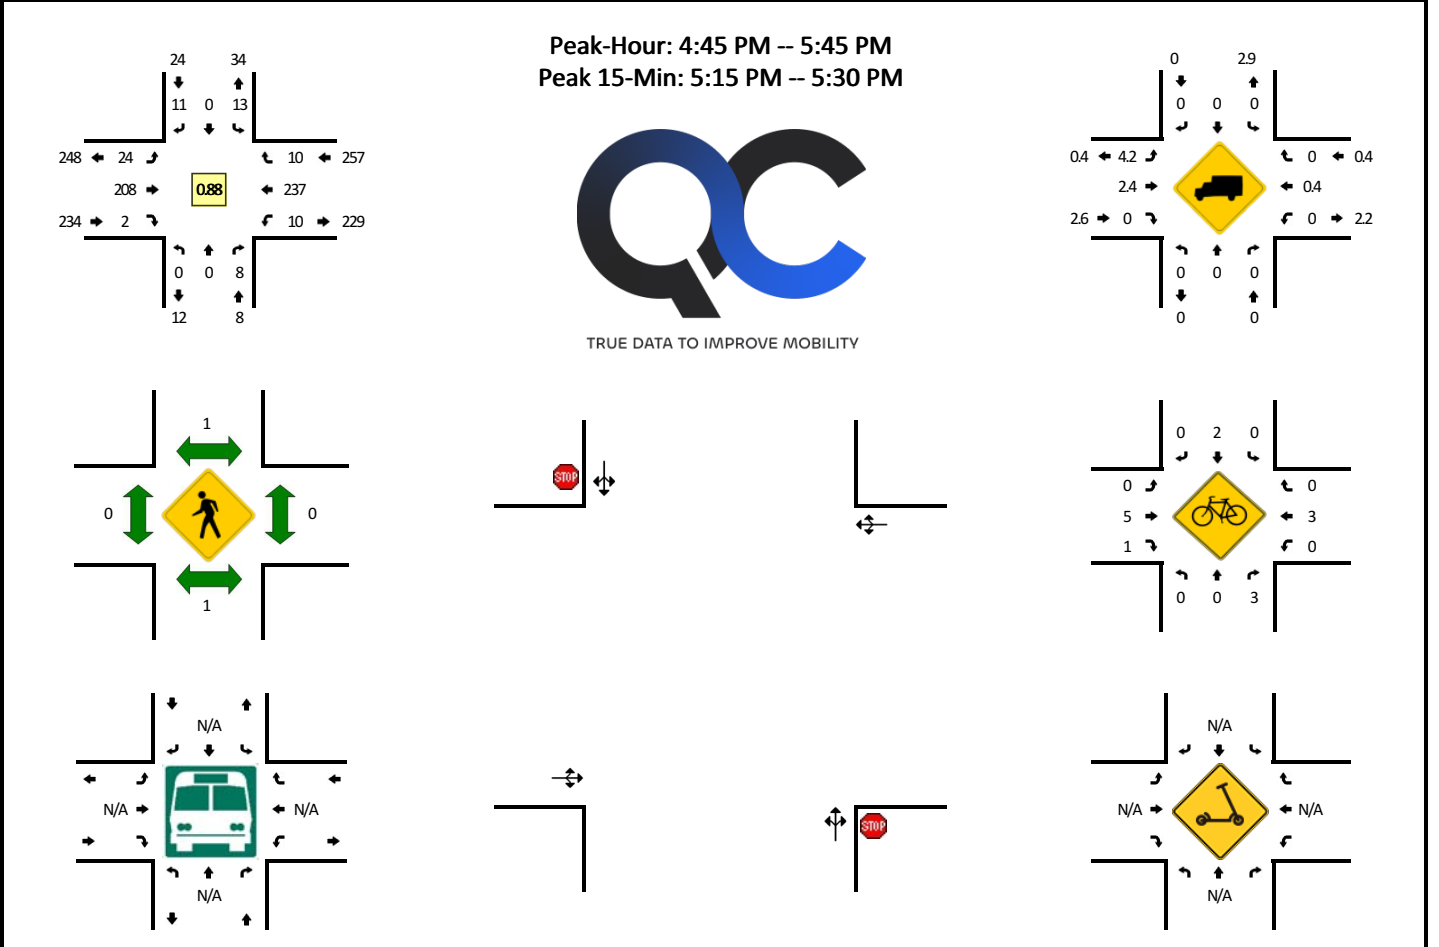 Peak-Hour: 4:45 PM -- 5:45 PM
Peak 15-Min: 5:15 PM -- 5:30 PM
24 34
11 0 13
248 24 10 257
208 0.88 237
234 2 10 229
0 0 8
12 8
QC
TRUE DATA TO IMPROVE MOBILITY
0 2.9
0 0 0
0.4 4.2 0 0.4
2.4 0.4
2.6 0 0 2.2
0 0 0
0 0
1
0 0
1
STOP
STOP
0 2 0
0 0
5 3
1 0
0 0 3
N/A
N/A N/A
N/A
N/A
N/A N/A
N/A